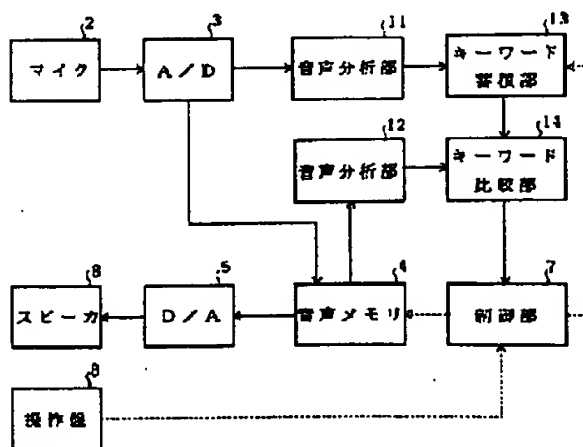 2
マイク
3
A/D
11
音声分析部
13
キーワード
蓄積部
12
音声分析部
14
キーワード
比較部
スピーカ
5
D/A
4
音声メモリ
7
制御部
8
操作盤